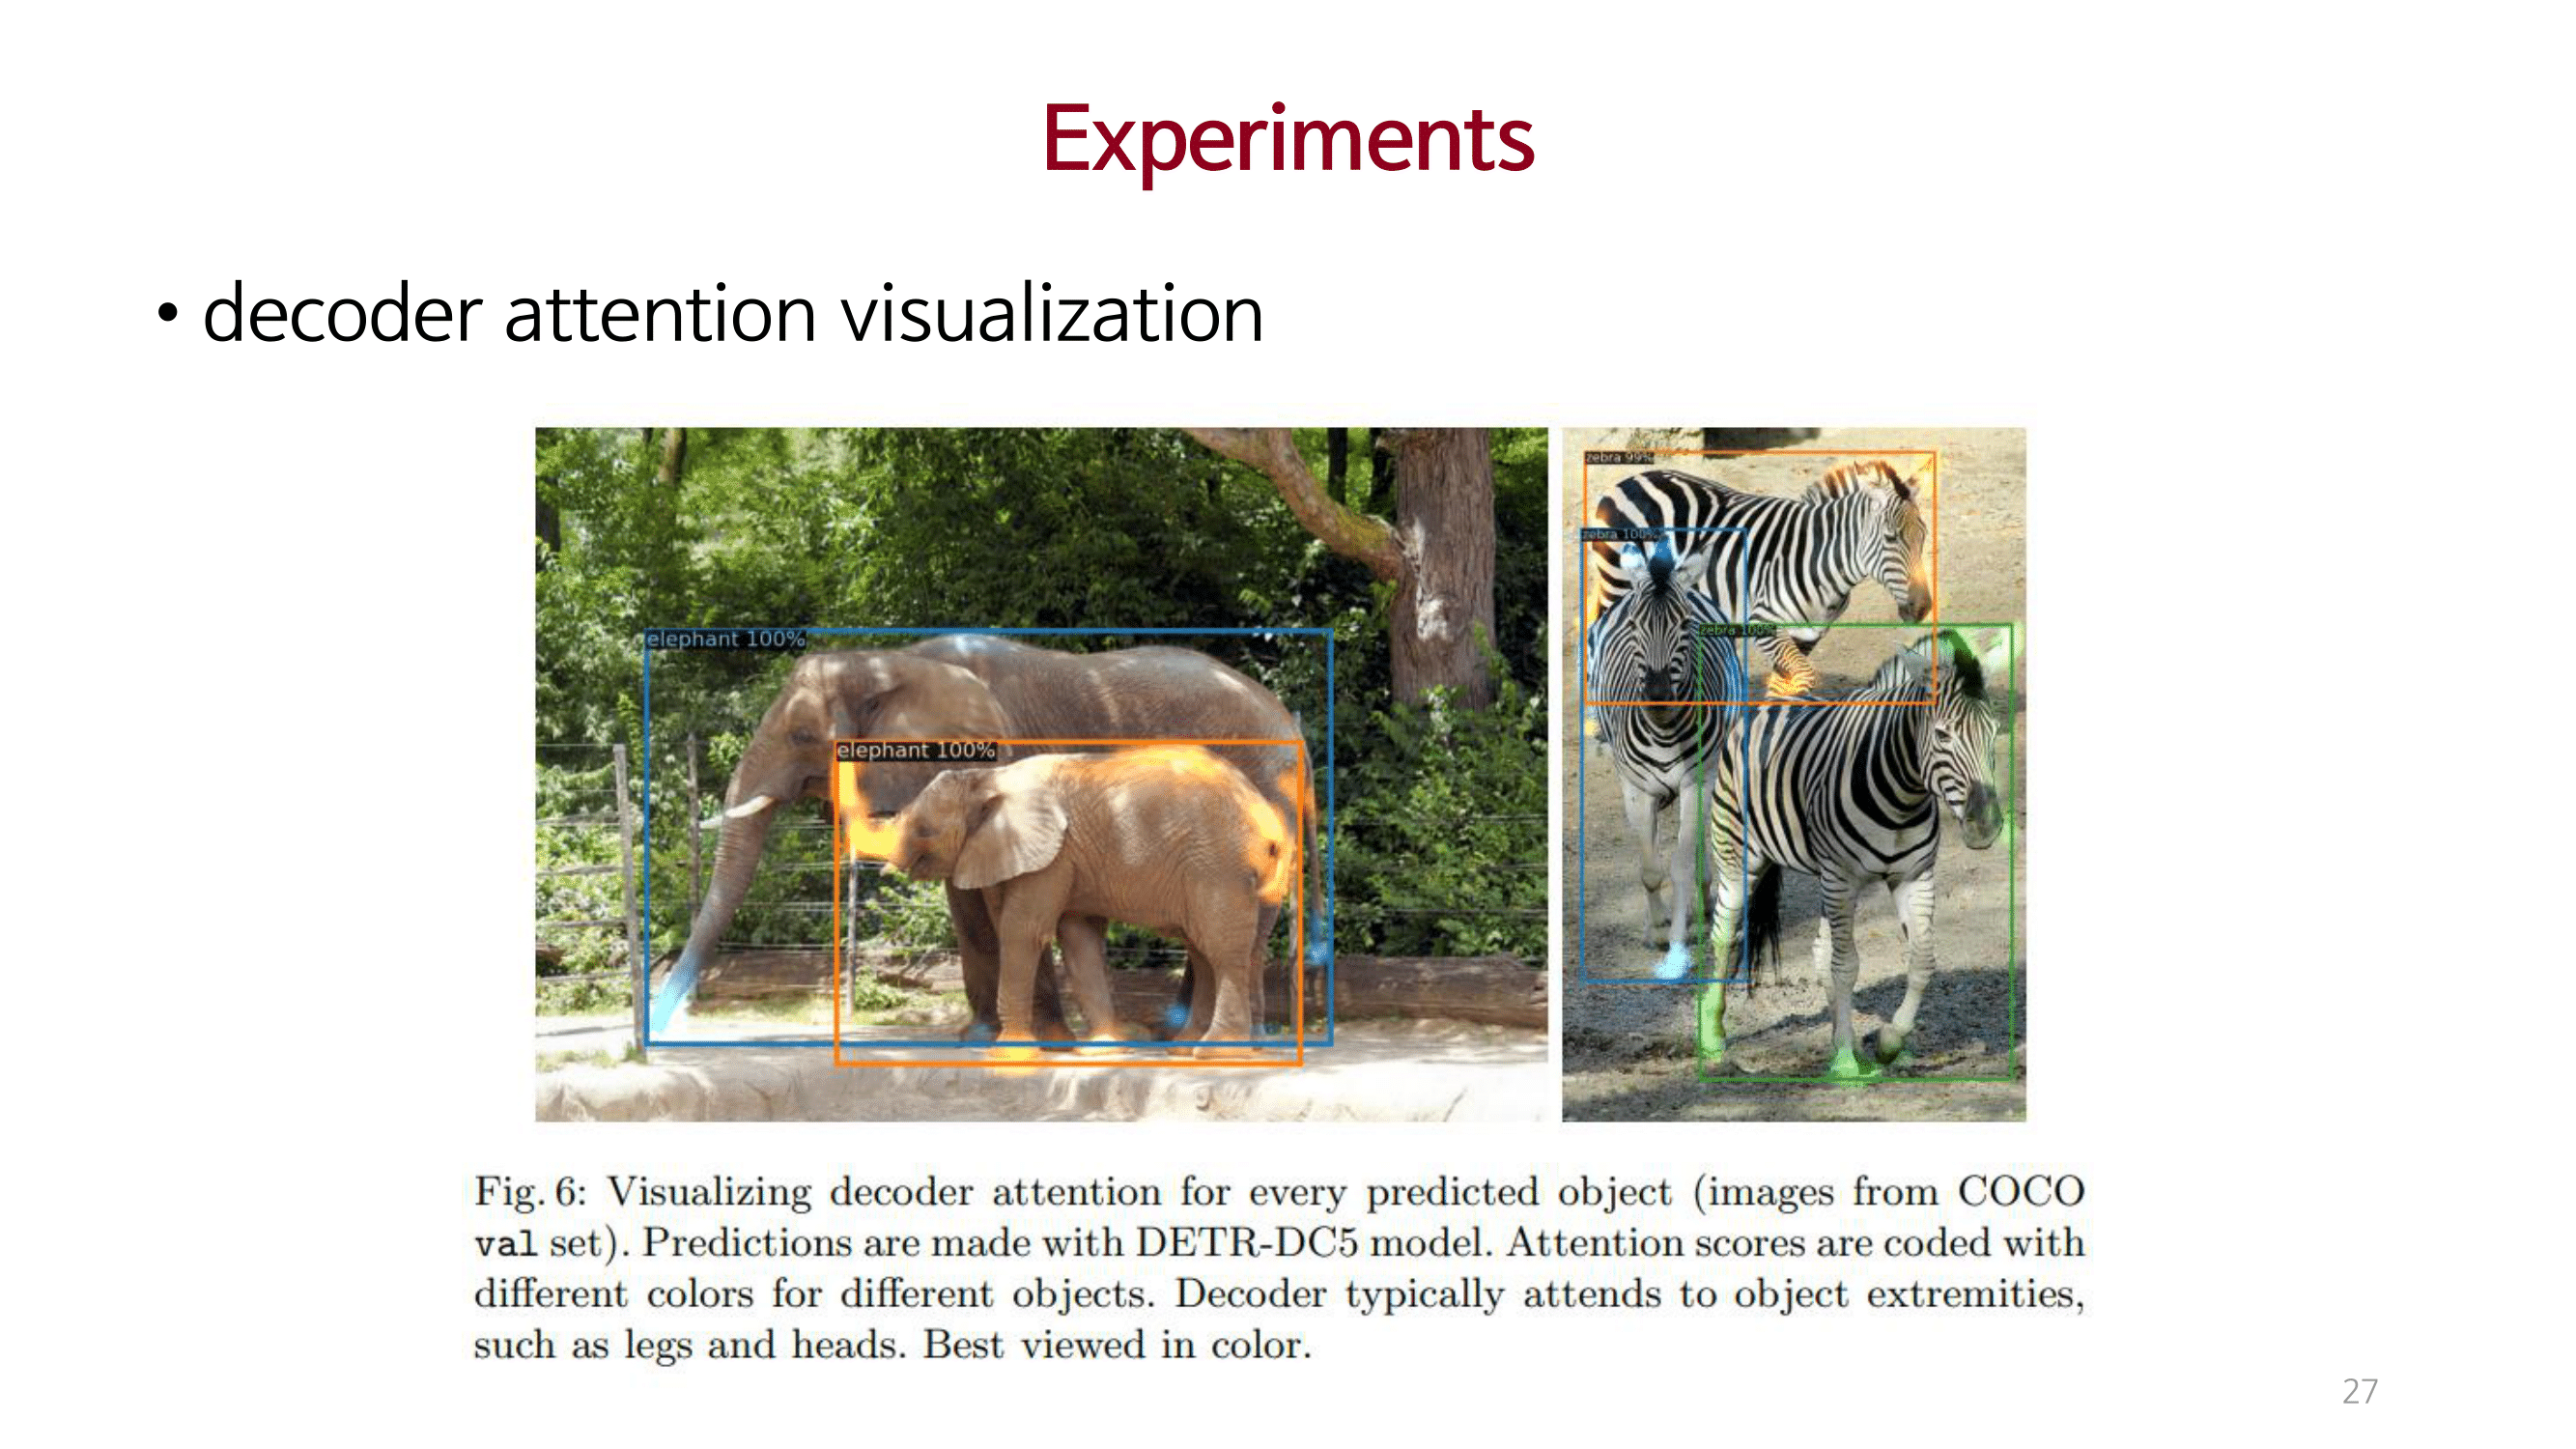 Experiments
• decoder attention visualization
zebra 99%
zebra 100%
elephant 100%
zebra 100%
elephant 100%
Fig. 6: Visualizing decoder attention for every predicted object (images from COCO
val set). Predictions are made with DETR-DC5 model. Attention scores are coded with
different colors for different objects. Decoder typically attends to object extremities,
such as legs and heads. Best viewed in color.
27